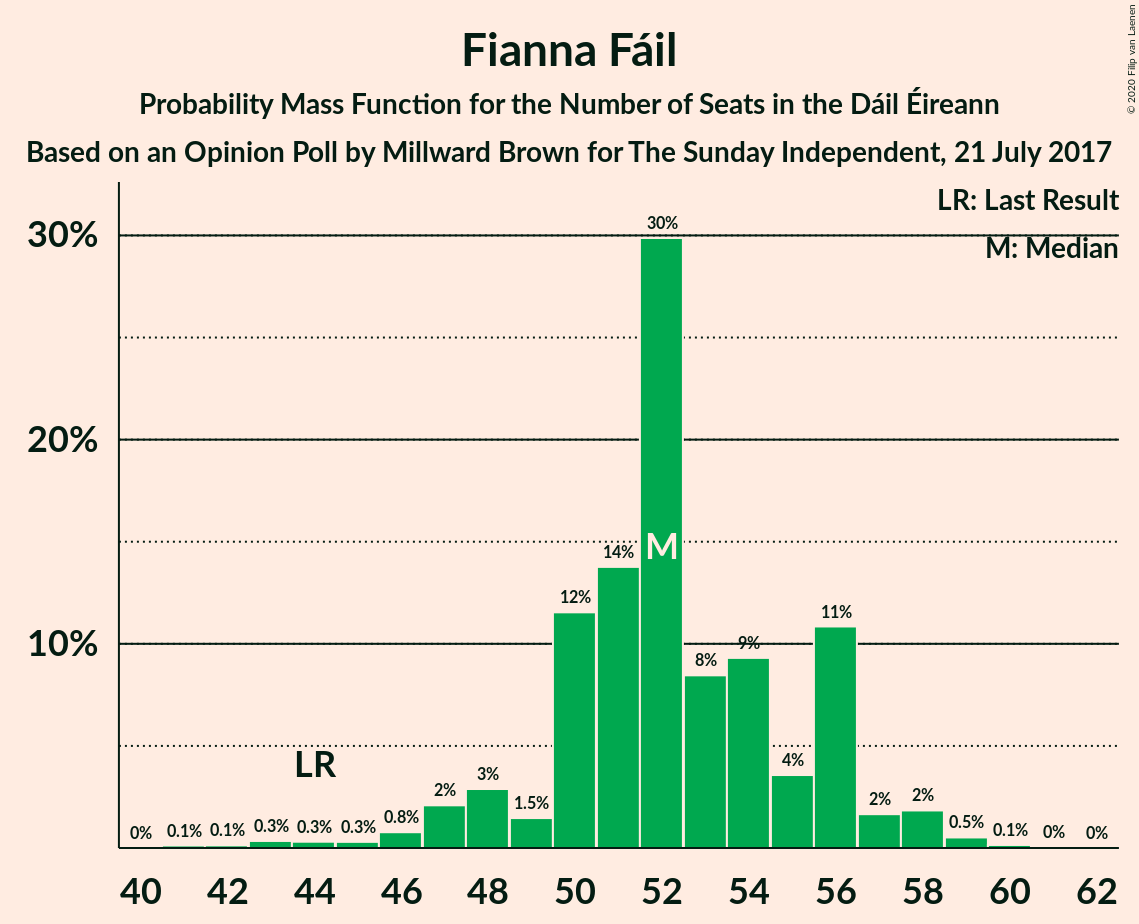 Fianna Fáil
Probability Mass Function for the Number of Seats in the Dáil Éireann
Based on an Opinion Poll by Millward Brown for The Sunday Independent, 21 July 2017
© 2020 Filip van Laenen
LR: Last Result
M: Median
30%
20%
10%
0% 0.1% 0.1% 0.3% 0.3% 0.3% 0.8% 2% 3% 1.5% 12% 14% 30% 8% 9% 4% 11% 2% 2% 0.5% 0.1% 0% 0%
LR
M
40 42 44 46 48 50 52 54 56 58 60 62